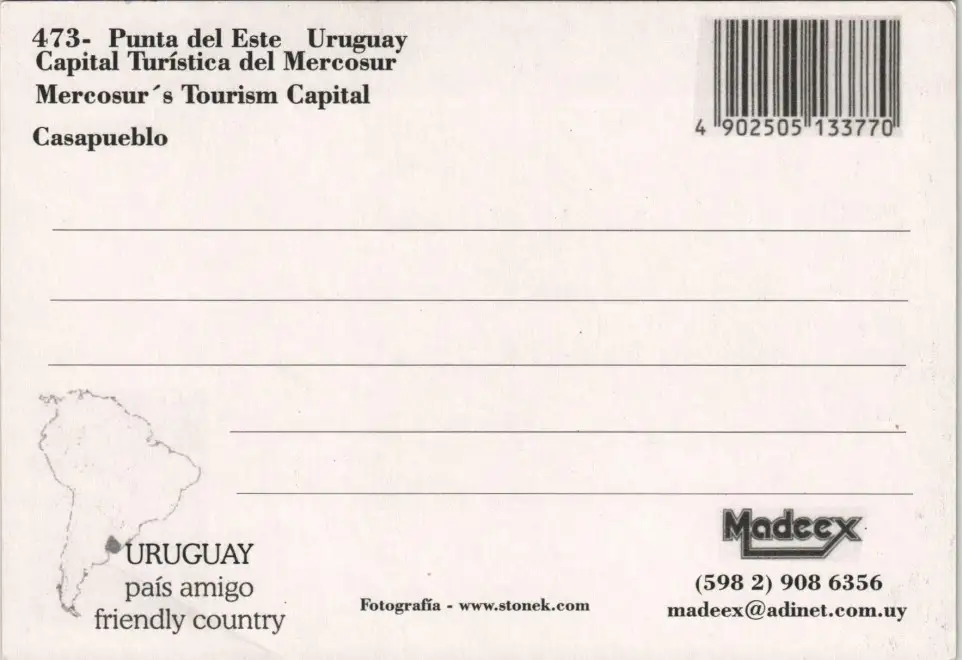 473- Punta del Este Uruguay
Capital Turística del Mercosur
Mercosur´s Tourism Capital
Casapueblo
4 902505 133770
URUGUAY
país amigo
friendly country
Fotografía - www.stonek.com
Madeex
(598 2) 908 6356
madeex@adinet.com.uy